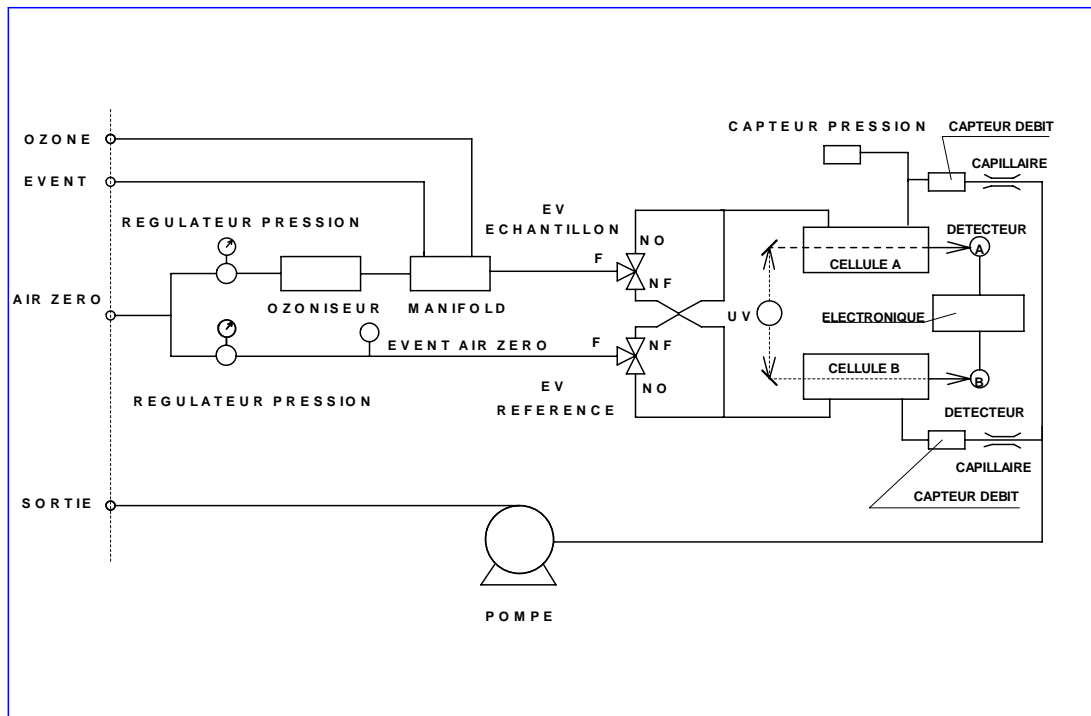 CAPTEUR PRESSION
CAPTEUR DEBIT
OZONE
CAPILLAIRE
EVENT
REGULATEUR PRESSION
EV
ECHANTILLON
NO
DETECTEUR
A
F
CELLULE A
NF
AIR ZERO
OZONISEUR
MANIFOLD
UV
ELECTRONIQUE
EVENT AIR ZERO
F
NF
CELLULE B
B
NO
REGULATEUR PRESSION
EV
REFERENCE
DETECTEUR
CAPILLAIRE
SORTIE
CAPTEUR DEBIT
POMPE